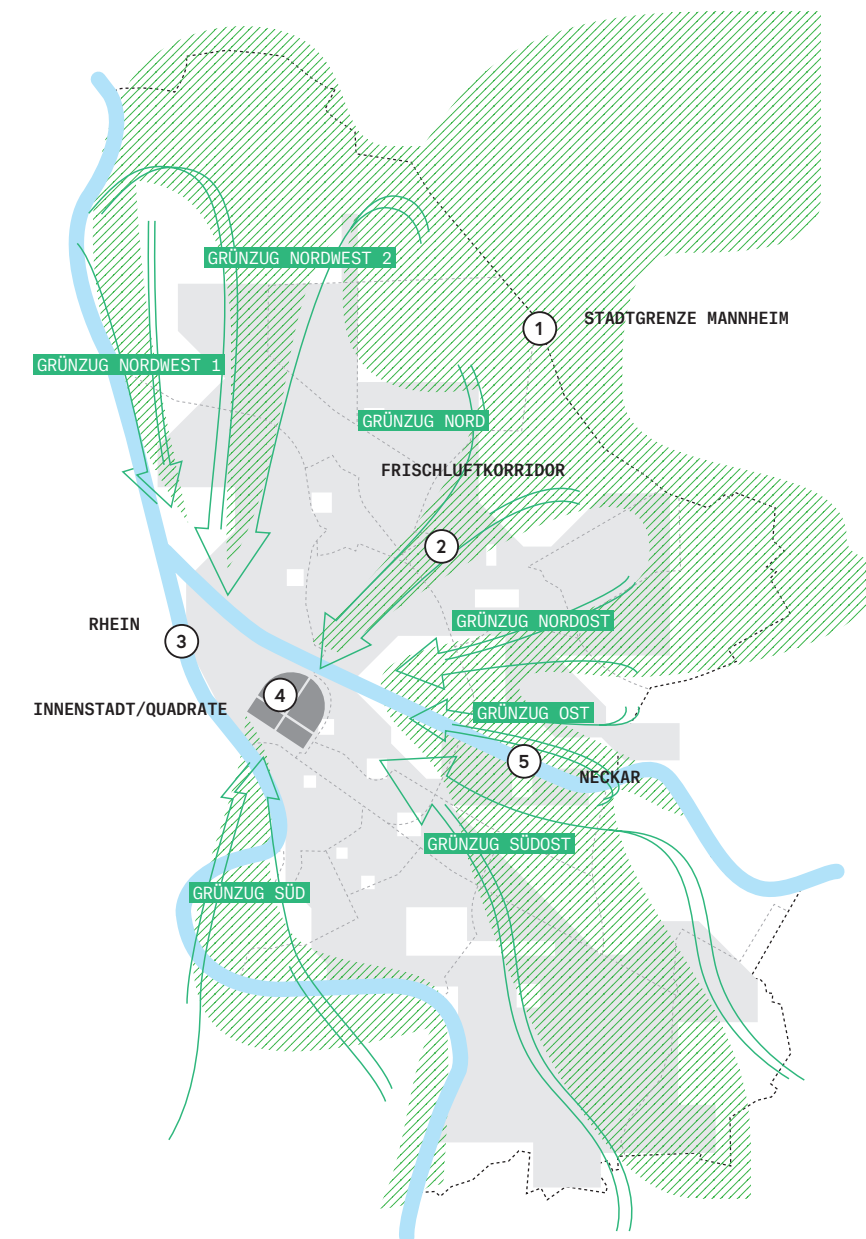 GRÜNZUG NORDWEST 2
1
STADTGRENZE MANNHEIM
GRÜNZUG NORDWEST 1
GRÜNZUG NORD
FRISCHLUFTKORRIDOR
2
GRÜNZUG NORDOST
RHEIN
3
4
INNENSTADT/QUADRATE
GRÜNZUG OST
5
NECKAR
GRÜNZUG SÜDOST
GRÜNZUG SÜD